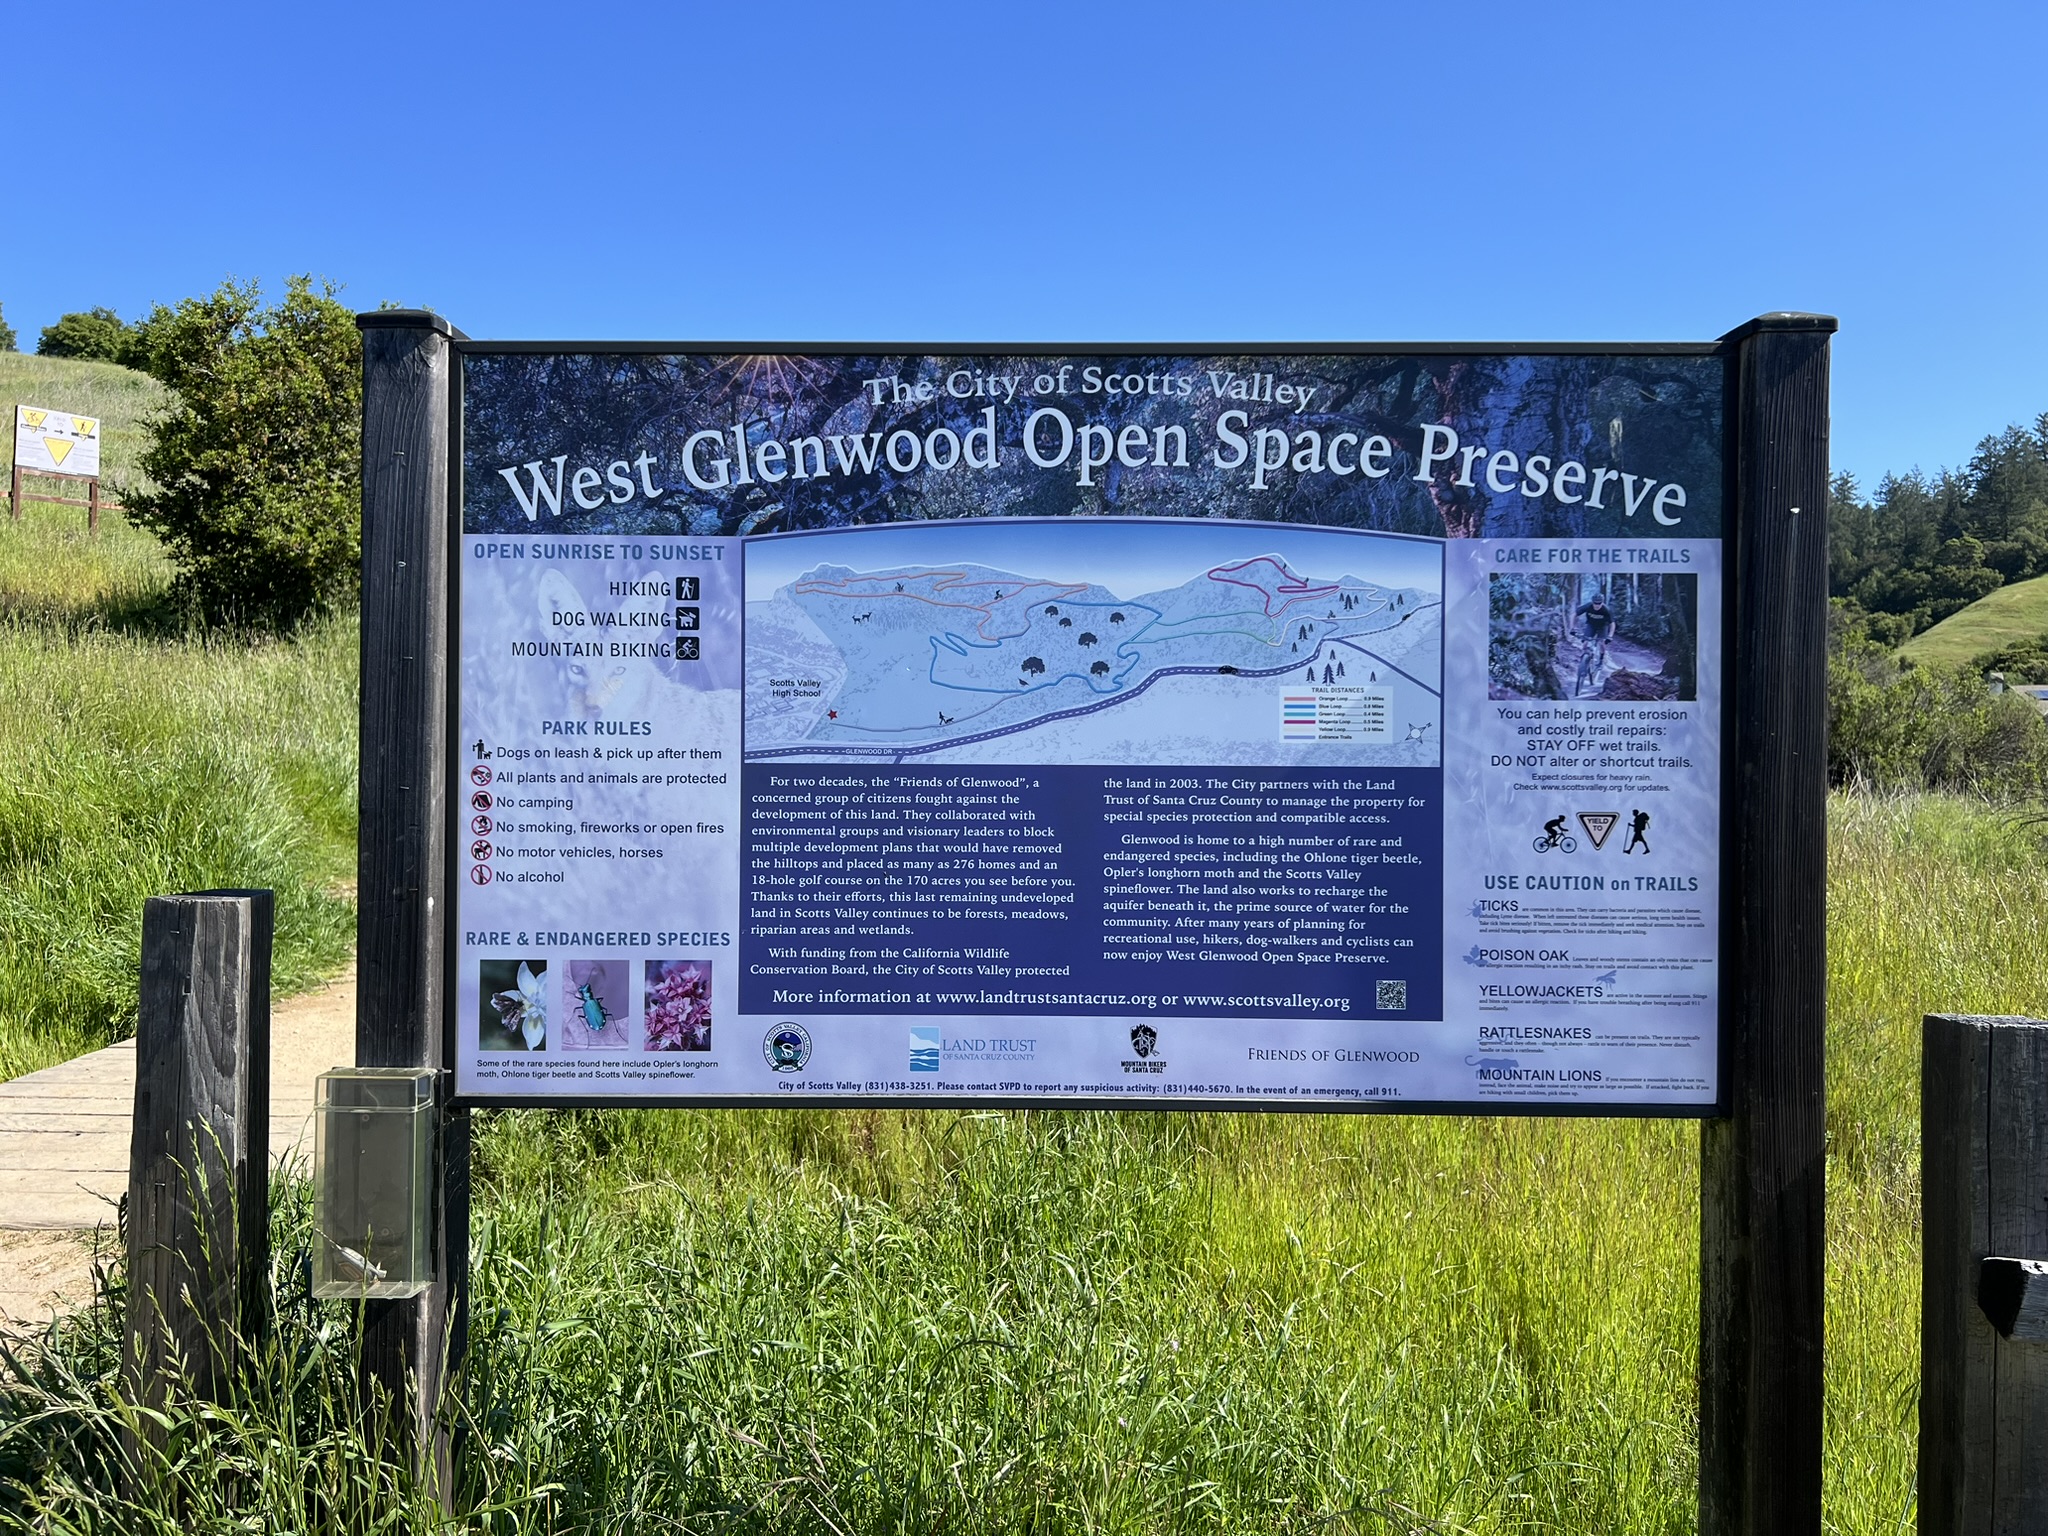 The City of Scotts Valley
West Glenwood Open Space Preserve
OPEN SUNRISE TO SUNSET
HIKING
DOG WALKING
MOUNTAIN BIKING
PARK RULES
Dogs on leash & pick up after them
All plants and animals are protected
No camping
No smoking, fireworks or open fires
No motor vehicles, horses
No alcohol
RARE & ENDANGERED SPECIES
Some of the rare species found here include Opler's longhorn
moth, Ohlone tiger beetle and Scotts Valley spineflower.
Scotts Valley
High School
GLENWOOD DR
TRAIL DISTANCES
Orange Loop
Blue Loop
Green Loop
Magenta Loop
Yellow Loop
Entrance Trails
For two decades, the “Friends of Glenwood”, a
concerned group of citizens fought against the
development of this land. They collaborated with
environmental groups and visionary leaders to block
multiple development plans that would have removed
the hilltops and placed as many as 276 homes and an
18-hole golf course on the 170 acres you see before you.
Thanks to their efforts, this last remaining undeveloped
land in Scotts Valley continues to be forests, meadows,
riparian areas and wetlands.
With funding from the California Wildlife
Conservation Board, the City of Scotts Valley protected
the land in 2003. The City partners with the Land
Trust of Santa Cruz County to manage the property for
special species protection and compatible access.
Glenwood is home to a high number of rare and
endangered species, including the Ohlone tiger beetle,
Opler's longhorn moth and the Scotts Valley
spineflower. The land also works to recharge the
aquifer beneath it, the prime source of water for the
community. After many years of planning for
recreational use, hikers, dog-walkers and cyclists can
now enjoy West Glenwood Open Space Preserve.
More information at www.landtrustsantacruz.org or www.scottsvalley.org
LAND TRUST
OF SANTA CRUZ COUNTY
MOUNTAIN BIKERS
OF SANTA CRUZ
FRIENDS OF GLENWOOD
City of Scotts Valley (831)438-3251. Please contact SVPD to report any suspicious activity: (831)440-5670. In the event of an emergency, call 911.
CARE FOR THE TRAILS
You can help prevent erosion
and costly trail repairs:
STAY OFF wet trails.
DO NOT alter or shortcut trails.
Expect closures for heavy rain.
Check www.scottsvalley.org for updates.
YIELD
TO
USE CAUTION on TRAILS
TICKS
POISON OAK
YELLOWJACKETS
RATTLESNAKES
MOUNTAIN LIONS